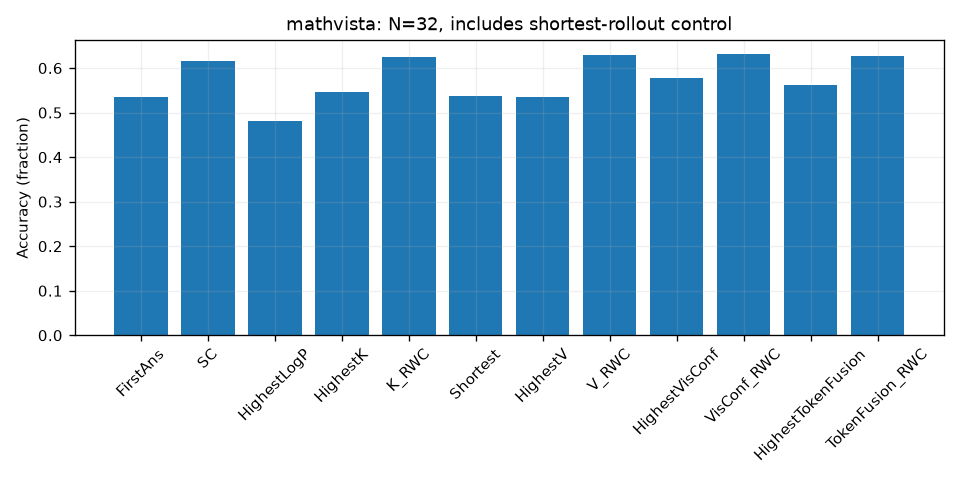 mathvista: N=32, includes shortest-rollout control
Accuracy (fraction)
0.6
0.5
0.4
0.3
0.2
0.1
0.0
FirstAns
SC
HighestLogP
HighestK
K_RWC
Shortest
HighestV
V_RWC
HighestVisConf
VisConf_RWC
HighestTokenFusion
TokenFusion_RWC